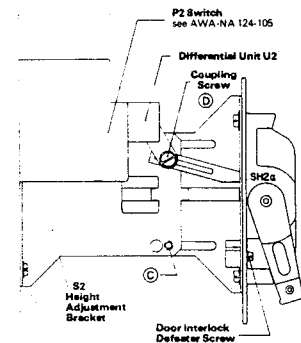 P2 Switch
see AWA-NA 124-105
Differential Unit U2
Coupling
Screw
D
SH2a
C
S2
Height
Adjustment
Bracket
Door Interlock
Defeater Screw